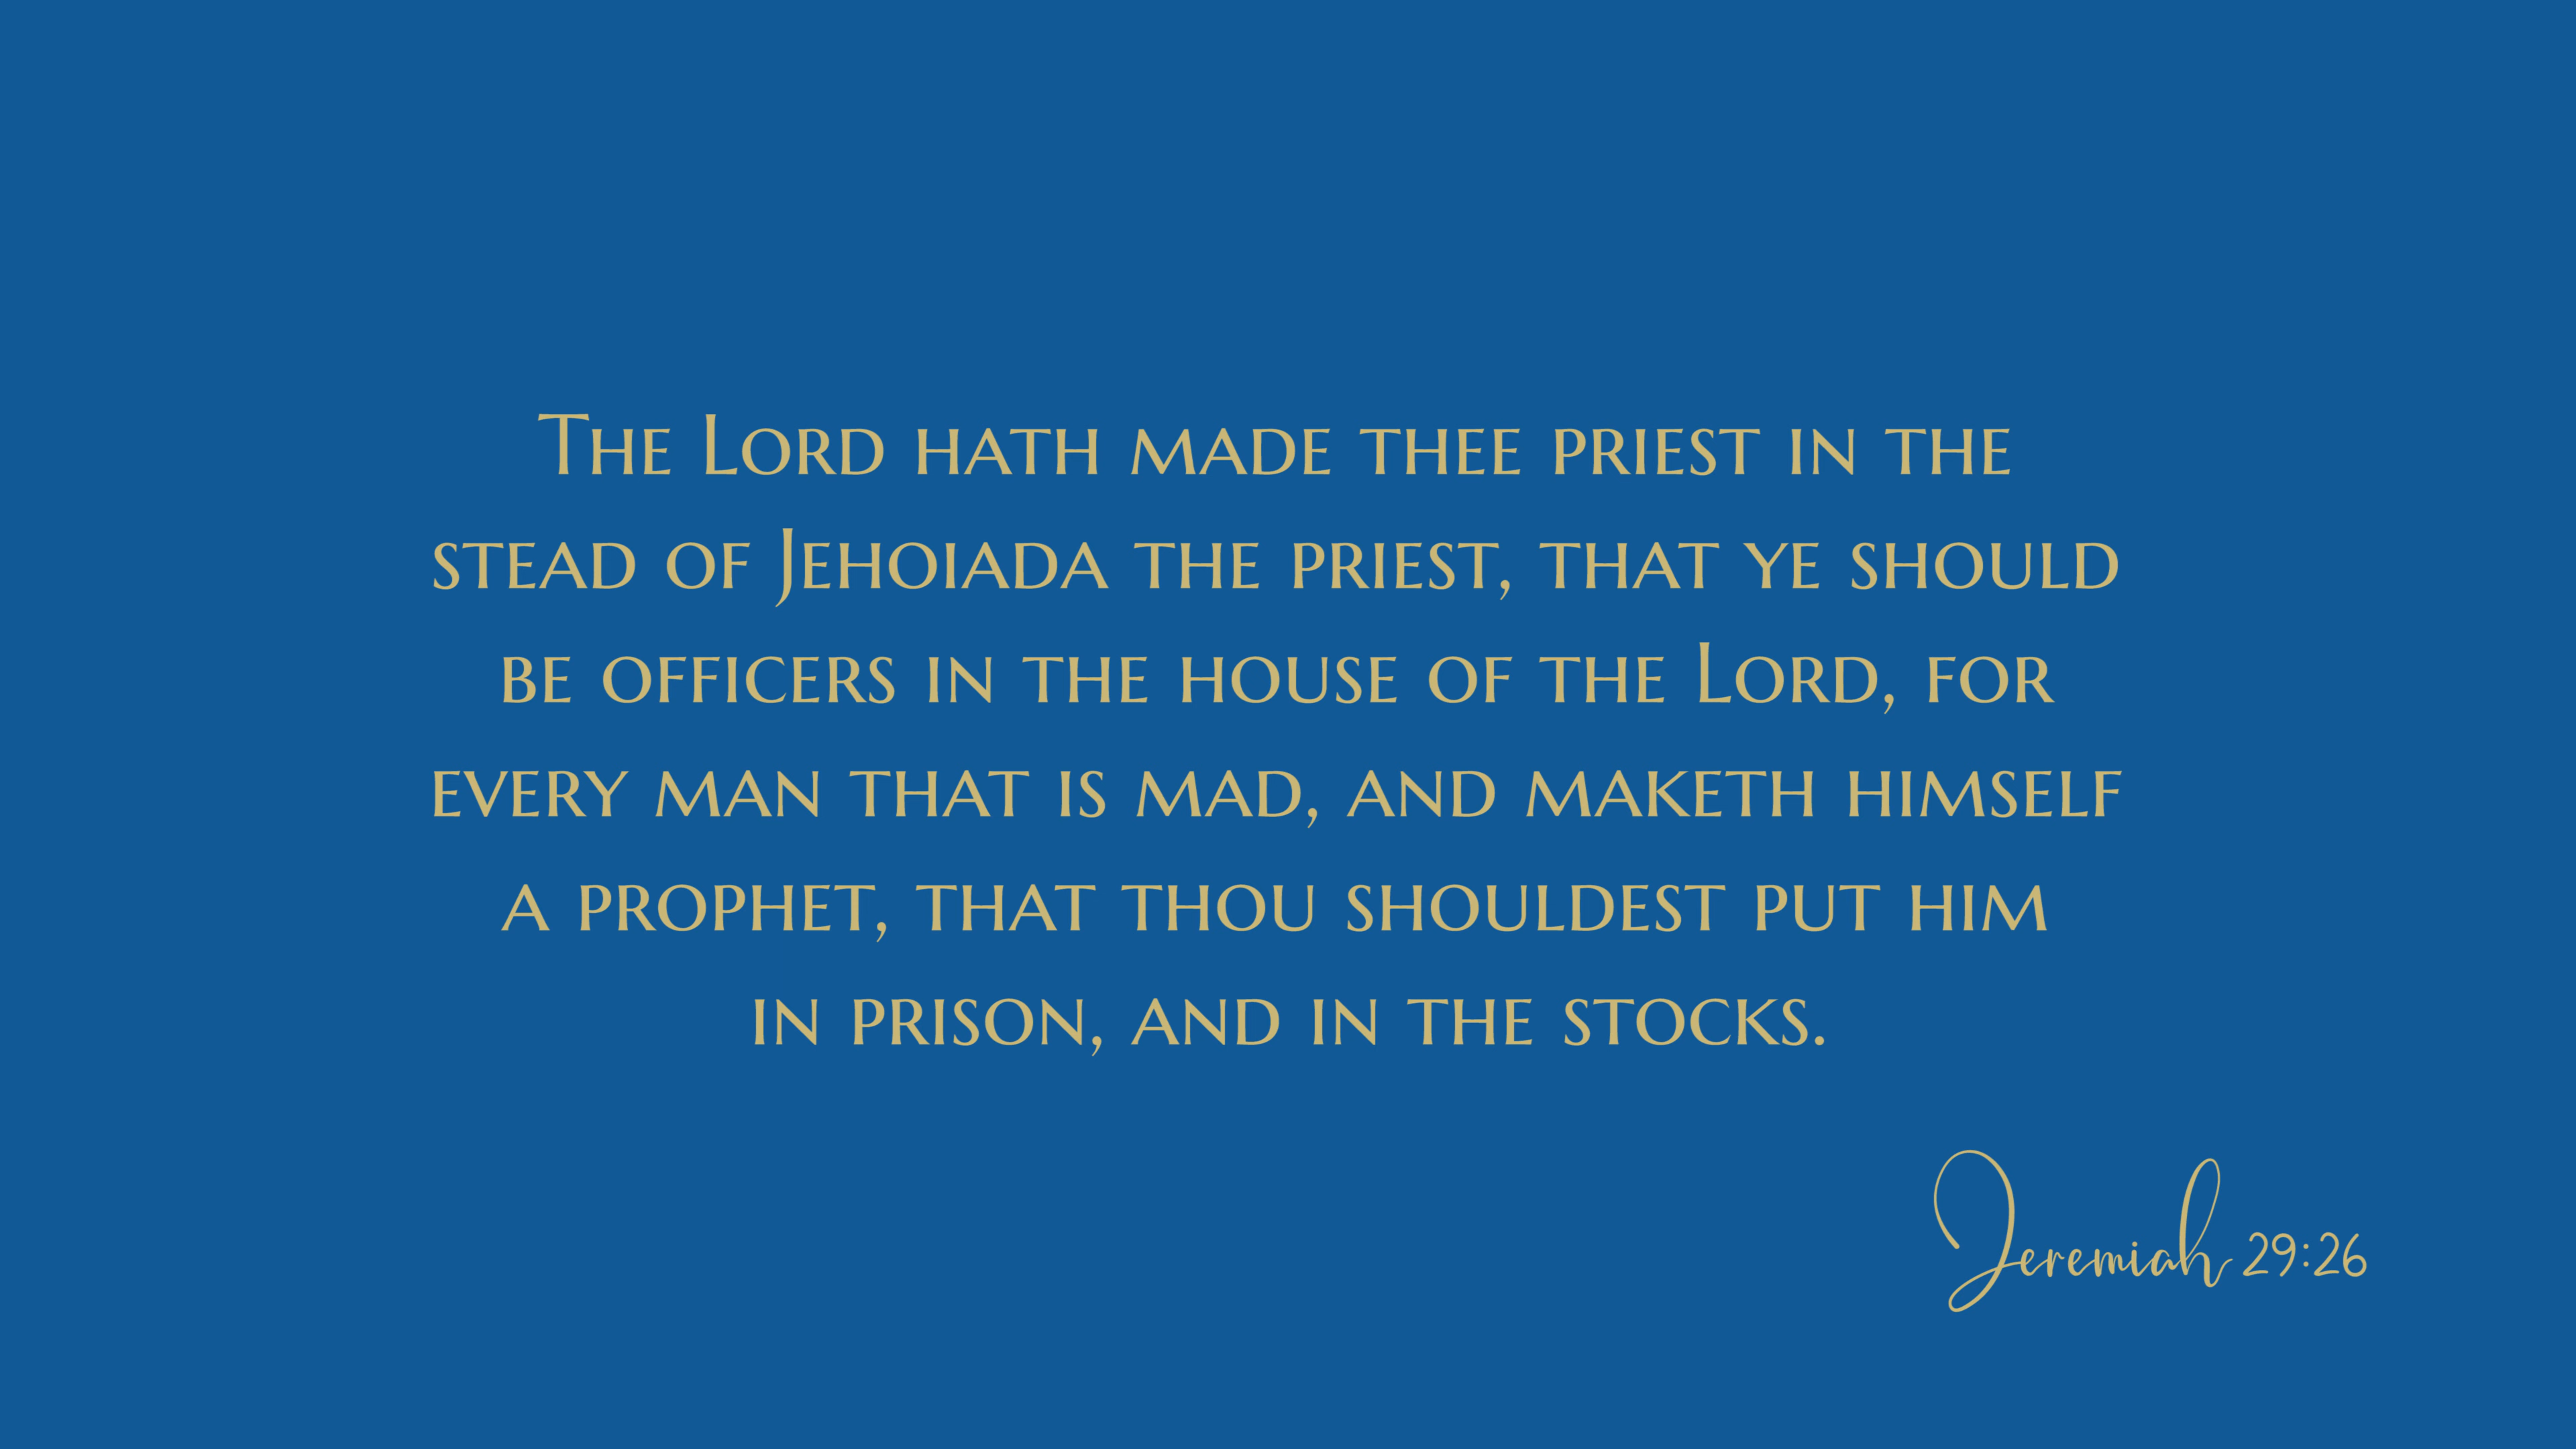 The Lord hath made thee priest in the
stead of Jehoiada the priest, that ye should
be officers in the house of the Lord, for
every man that is mad, and maketh himself
a prophet, that thou shouldest put him
in prison, and in the stocks.
Jeremiah 29:26